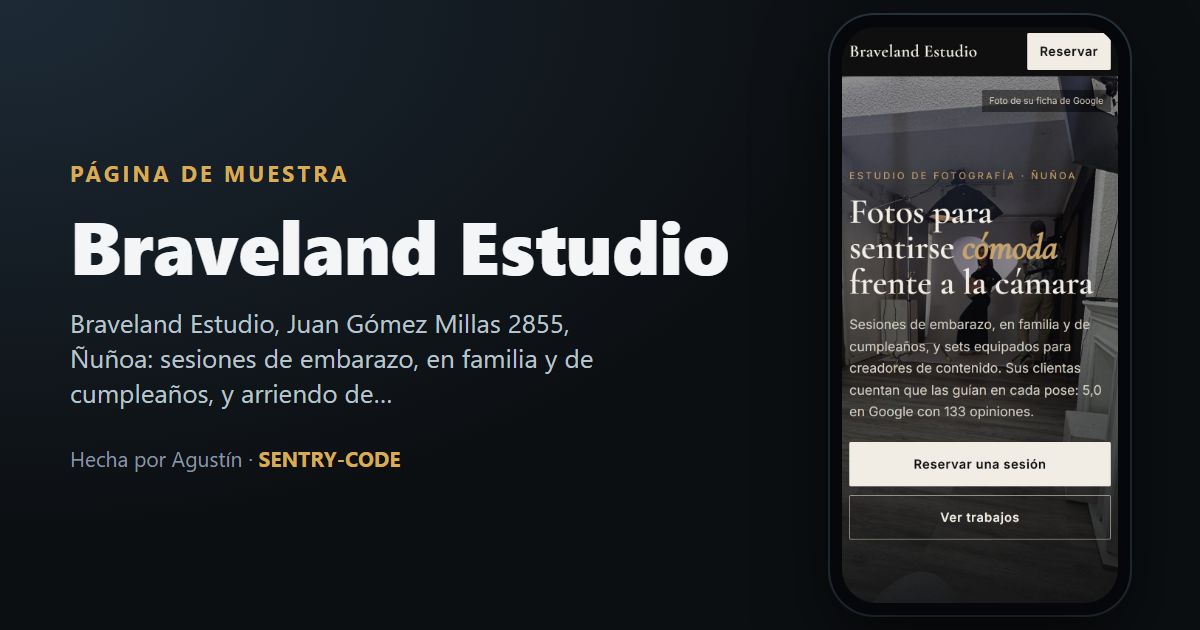 PÁGINA DE MUESTRA
Braveland Estudio
Braveland Estudio, Juan Gómez Millas 2855,
Ñuñoa: sesiones de embarazo, en familia y de
cumpleaños, y arriendo de...
Hecha por Agustín · SENTRY-CODE
Braveland Estudio
Reservar
Foto de su ficha de Google
ESTUDIO DE FOTOGRAFÍA · ÑUÑOA
Fotos para
sentirse cómoda
frente a la cámara
Sesiones de embarazo, en familia y de
cumpleaños, y sets equipados para
creadores de contenido. Sus clientas
cuentan que las guían en cada pose: 5,0
en Google con 133 opiniones.
Reservar una sesión
Ver trabajos